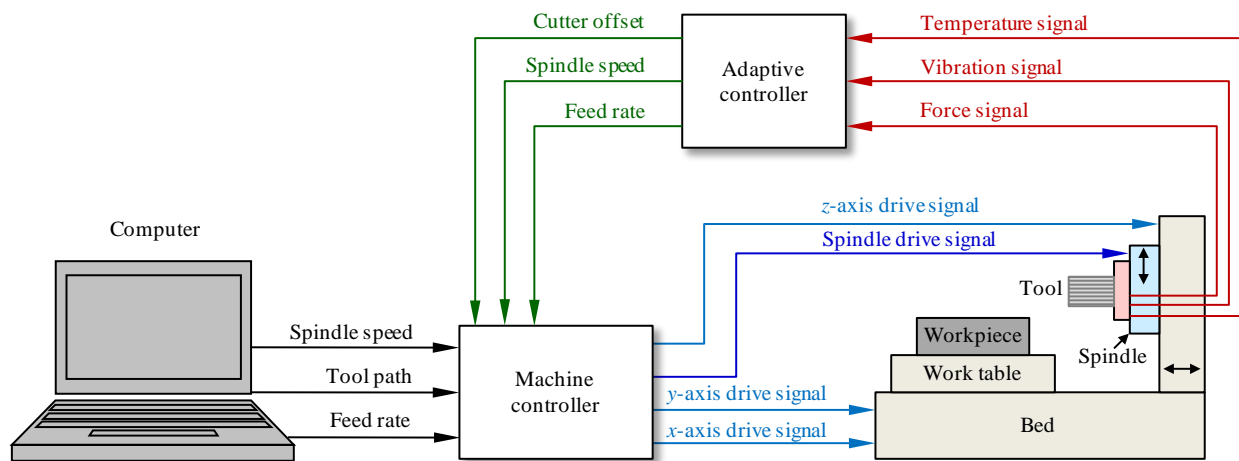 Cutter offset
Temperature signal
Spindle speed
Adaptive
controller
Vibration signal
Feed rate
Force signal
z-axis drive signal
Computer
Spindle drive signal
Tool
Spindle speed
Workpiece
Spindle
Tool path
Machine
controller
Work table
y-axis drive signal
Feed rate
x-axis drive signal
Bed